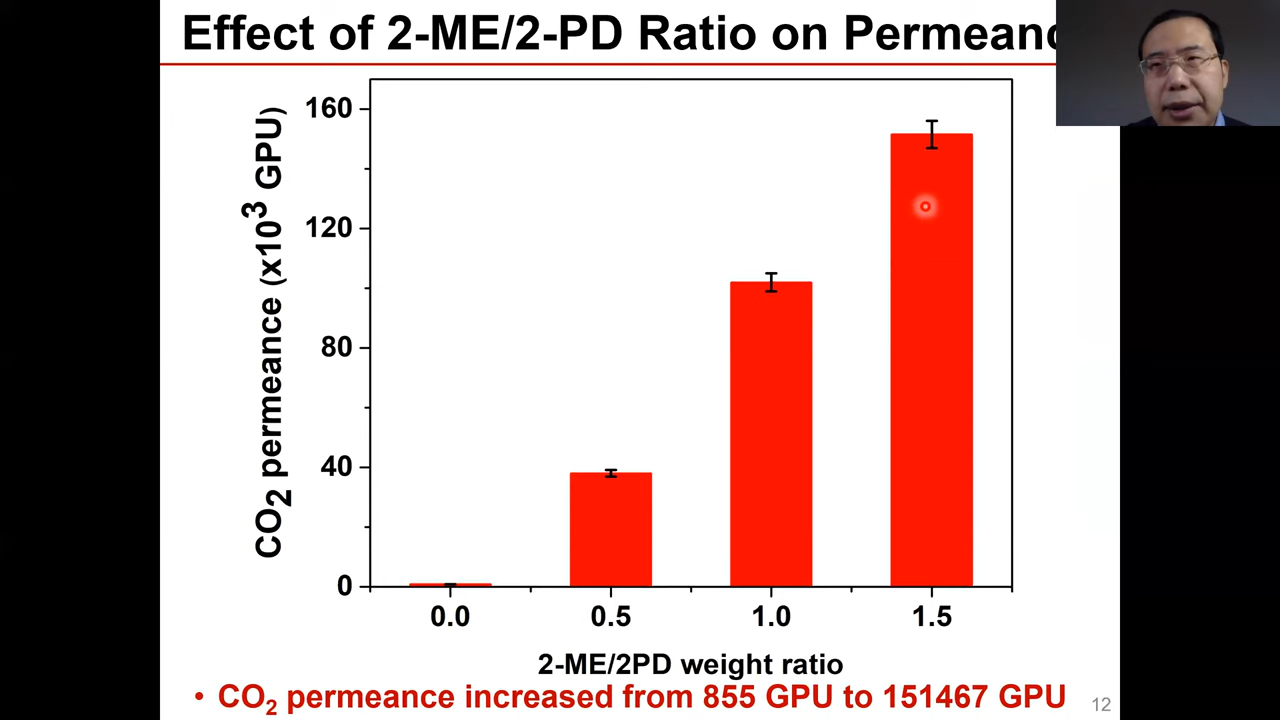 Effect of 2-ME/2-PD Ratio on Permeanc
CO2 permeance (x10³ GPU)
160
120
80
40
0
0.0 0.5 1.0 1.5
2-ME/2PD weight ratio
• CO2 permeance increased from 855 GPU to 151467 GPU
12